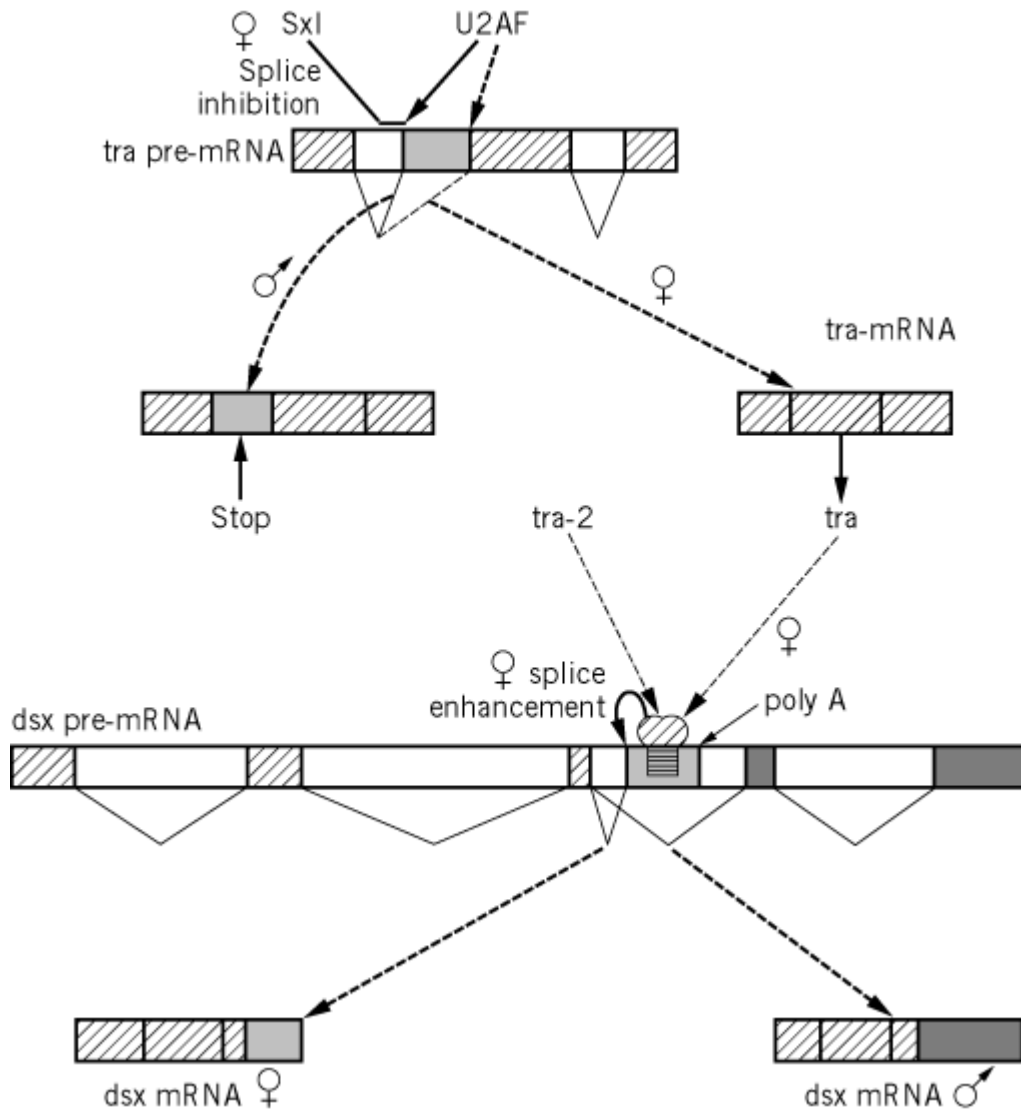 ♀ Sxl U2AF
Splice
inhibition
tra pre-mRNA
♂ ♀
tra-mRNA
Stop tra-2 tra
♀
♀ splice
enhancement
poly A
dsx pre-mRNA
dsx mRNA ♀ dsx mRNA ♂